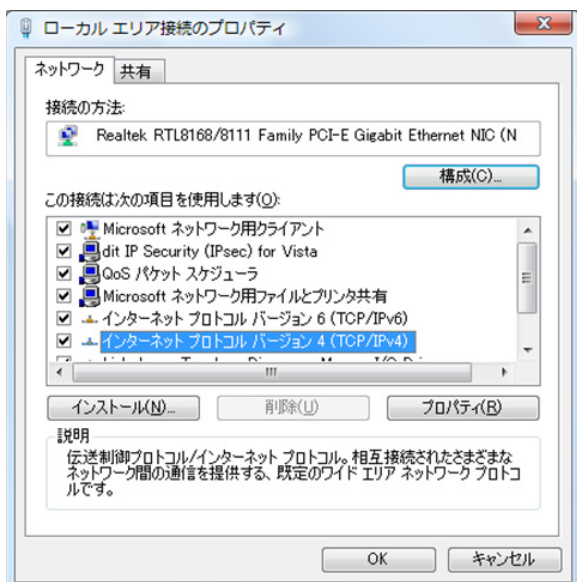 ローカル エリア接続のプロパティ
ネットワーク 共有
接続の方法:
Realtek RTL8168/8111 Family PCI-E Gigabit Ethernet NIC (N
構成(C)...
この接続は次の項目を使用します(O):
Microsoft ネットワーク用クライアント
dit IP Security (IPsec) for Vista
QoS パケット スケジューラ
Microsoft ネットワーク用ファイルとプリンタ共有
インターネット プロトコル バージョン 6 (TCP/IPv6)
インターネット プロトコル バージョン 4 (TCP/IPv4)
インストール(N)... 削除(U) プロパティ(R)
説明
伝送制御プロトコル/インターネット プロトコル。相互接続されたさまざまな
ネットワーク間の通信を提供する、既定のワイド エリア ネットワーク プロトコ
ルです。
OK キャンセル